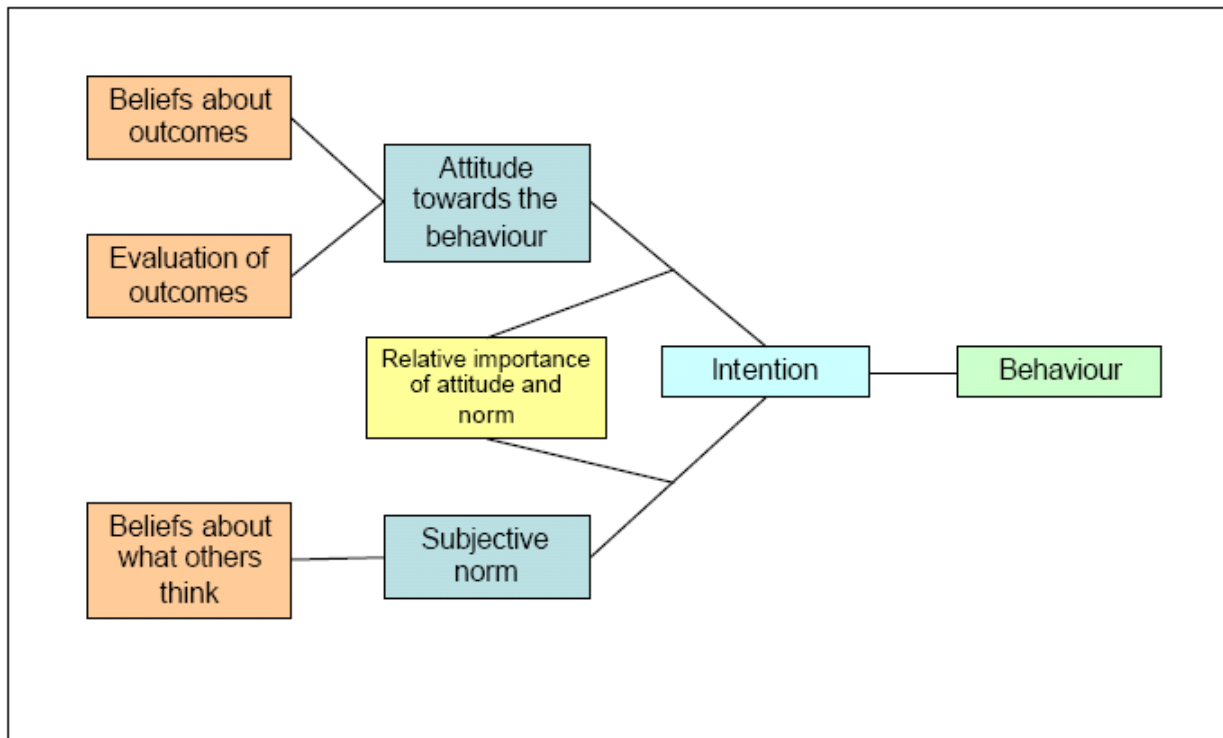 Beliefs about
outcomes
Attitude
towards the
behaviour
Evaluation of
outcomes
Relative importance
of attitude and
norm
Intention
Behaviour
Beliefs about
what others
think
Subjective
norm